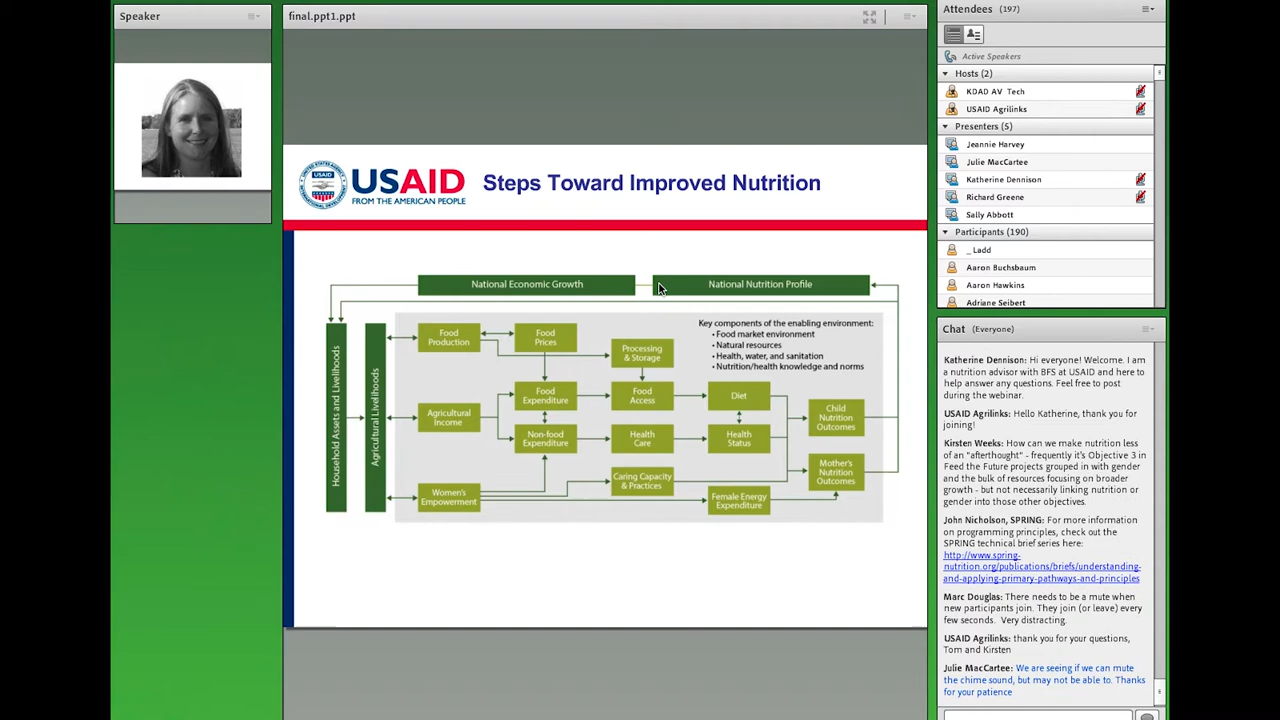 Speaker
final.ppt1.ppt
USAID
FROM THE AMERICAN PEOPLE
Steps Toward Improved Nutrition
National Economic Growth
National Nutrition Profile
Household Assets and Livelihoods
Agricultural Livelihoods
Food
Production
Food
Prices
Processing
& Storage
Key components of the enabling environment:
• Food market environment
• Natural resources
• Health, water, and sanitation
• Nutrition/health knowledge and norms
Agricultural
Income
Food
Expenditure
Food
Access
Diet
Non-food
Expenditure
Health
Care
Health
Status
Child
Nutrition
Outcomes
Women's
Empowerment
Caring Capacity
& Practices
Female Energy
Expenditure
Mother's
Nutrition
Outcomes
Attendees (197)
Active Speakers
Hosts (2)
KDAD AV Tech
USAID Agrilinks
Presenters (5)
Jeannie Harvey
Julie MacCartee
Katherine Dennison
Richard Greene
Sally Abbott
Participants (190)
_ Ladd
Aaron Buchsbaum
Aaron Hawkins
Adriane Seibert
Chat (Everyone)
Katherine Dennison: Hi everyone! Welcome. I am
a nutrition advisor with BFS at USAID and here to
help answer any questions. Feel free to post
during the webinar.
USAID Agrilinks: Hello Katherine, thank you for
joining!
Kirsten Weeks: How can we make nutrition less
of an "afterthought" - frequently it's Objective 3 in
Feed the Future projects grouped in with gender
and the bulk of resources focusing on broader
growth - but not necessarily linking nutrition or
gender into those other objectives.
John Nicholson, SPRING: For more information
on programming principles, check out the
SPRING technical brief series here:
http://www.spring-
nutrition.org/publications/briefs/understanding-
and-applying-primary-pathways-and-principles
Marc Douglas: There needs to be a mute when
new participants join. They join (or leave) every
few seconds. Very distracting.
USAID Agrilinks: thank you for your questions,
Tom and Kirsten
Julie MacCartee: We are seeing if we can mute
the chime sound, but may not be able to. Thanks
for your patience